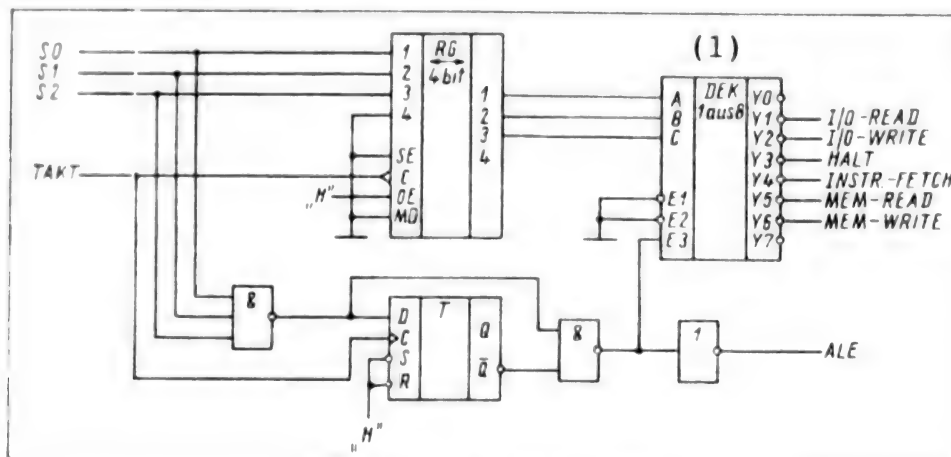 (1)
S0
S1
S2
TAKT
„H"
1
2
3
4
SE
C
OE
MO
RG
4bit
1
2
3
4
A
B
C
E1
E2
E3
DEK
1aus8
Y0
Y1
Y2
Y3
Y4
Y5
Y6
Y7
I/O-READ
I/O-WRITE
HALT
INSTR.-FETCH
MEM-READ
MEM-WRITE
&
D
C
S
R
T
Q
Q̅
„H"
&
1
ALE